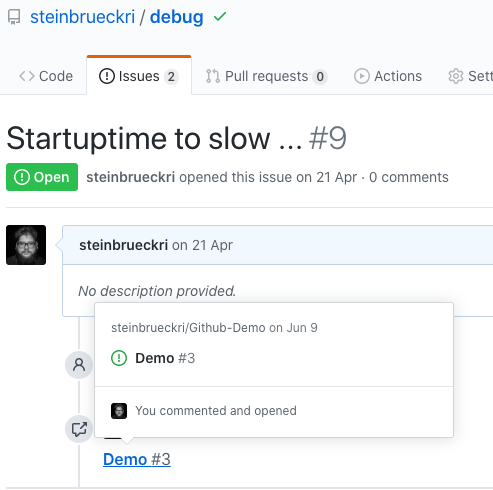 steinbrueckri / debug
Code Issues 2 Pull requests 0 Actions Sett
Startuptime to slow ... #9
Open steinbrueckri opened this issue on 21 Apr · 0 comments
steinbrueckri on 21 Apr
No description provided.
steinbrueckri/Github-Demo on Jun 9
Demo #3
You commented and opened
Demo #3